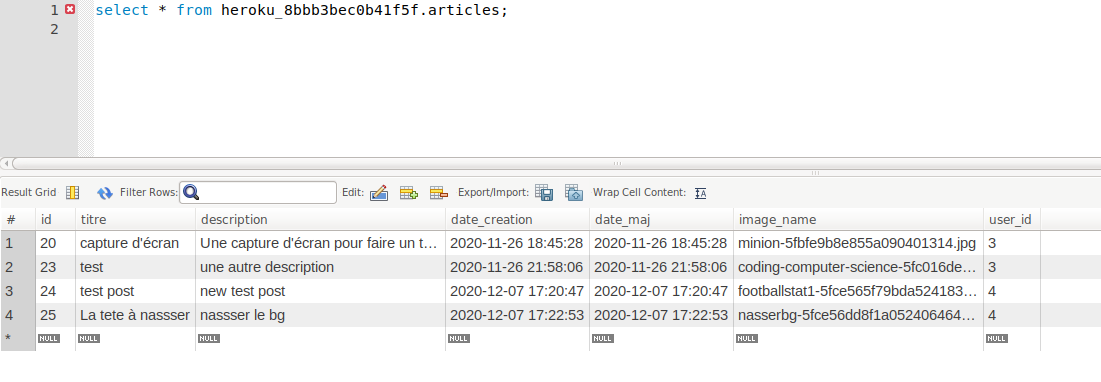 1 select * from heroku_8bbb3bec0b41f5f.articles;
2
Result Grid Filter Rows: Edit: Export/Import: Wrap Cell Content: IA
# id titre description date_creation date_maj image_name user_id
1 20 capture d'écran Une capture d'écran pour faire un t... 2020-11-26 18:45:28 2020-11-26 18:45:28 minion-5fbfe9b8e855a090401314.jpg 3
2 23 test une autre description 2020-11-26 21:58:06 2020-11-26 21:58:06 coding-computer-science-5fc016de... 3
3 24 test post new test post 2020-12-07 17:20:47 2020-12-07 17:20:47 footballstat1-5fce565f79bda524183... 4
4 25 La tete à nassser nassser le bg 2020-12-07 17:22:53 2020-12-07 17:22:53 nasserbg-5fce56dd8f1a052406464... 4
* NULL NULL NULL NULL NULL NULL NULL